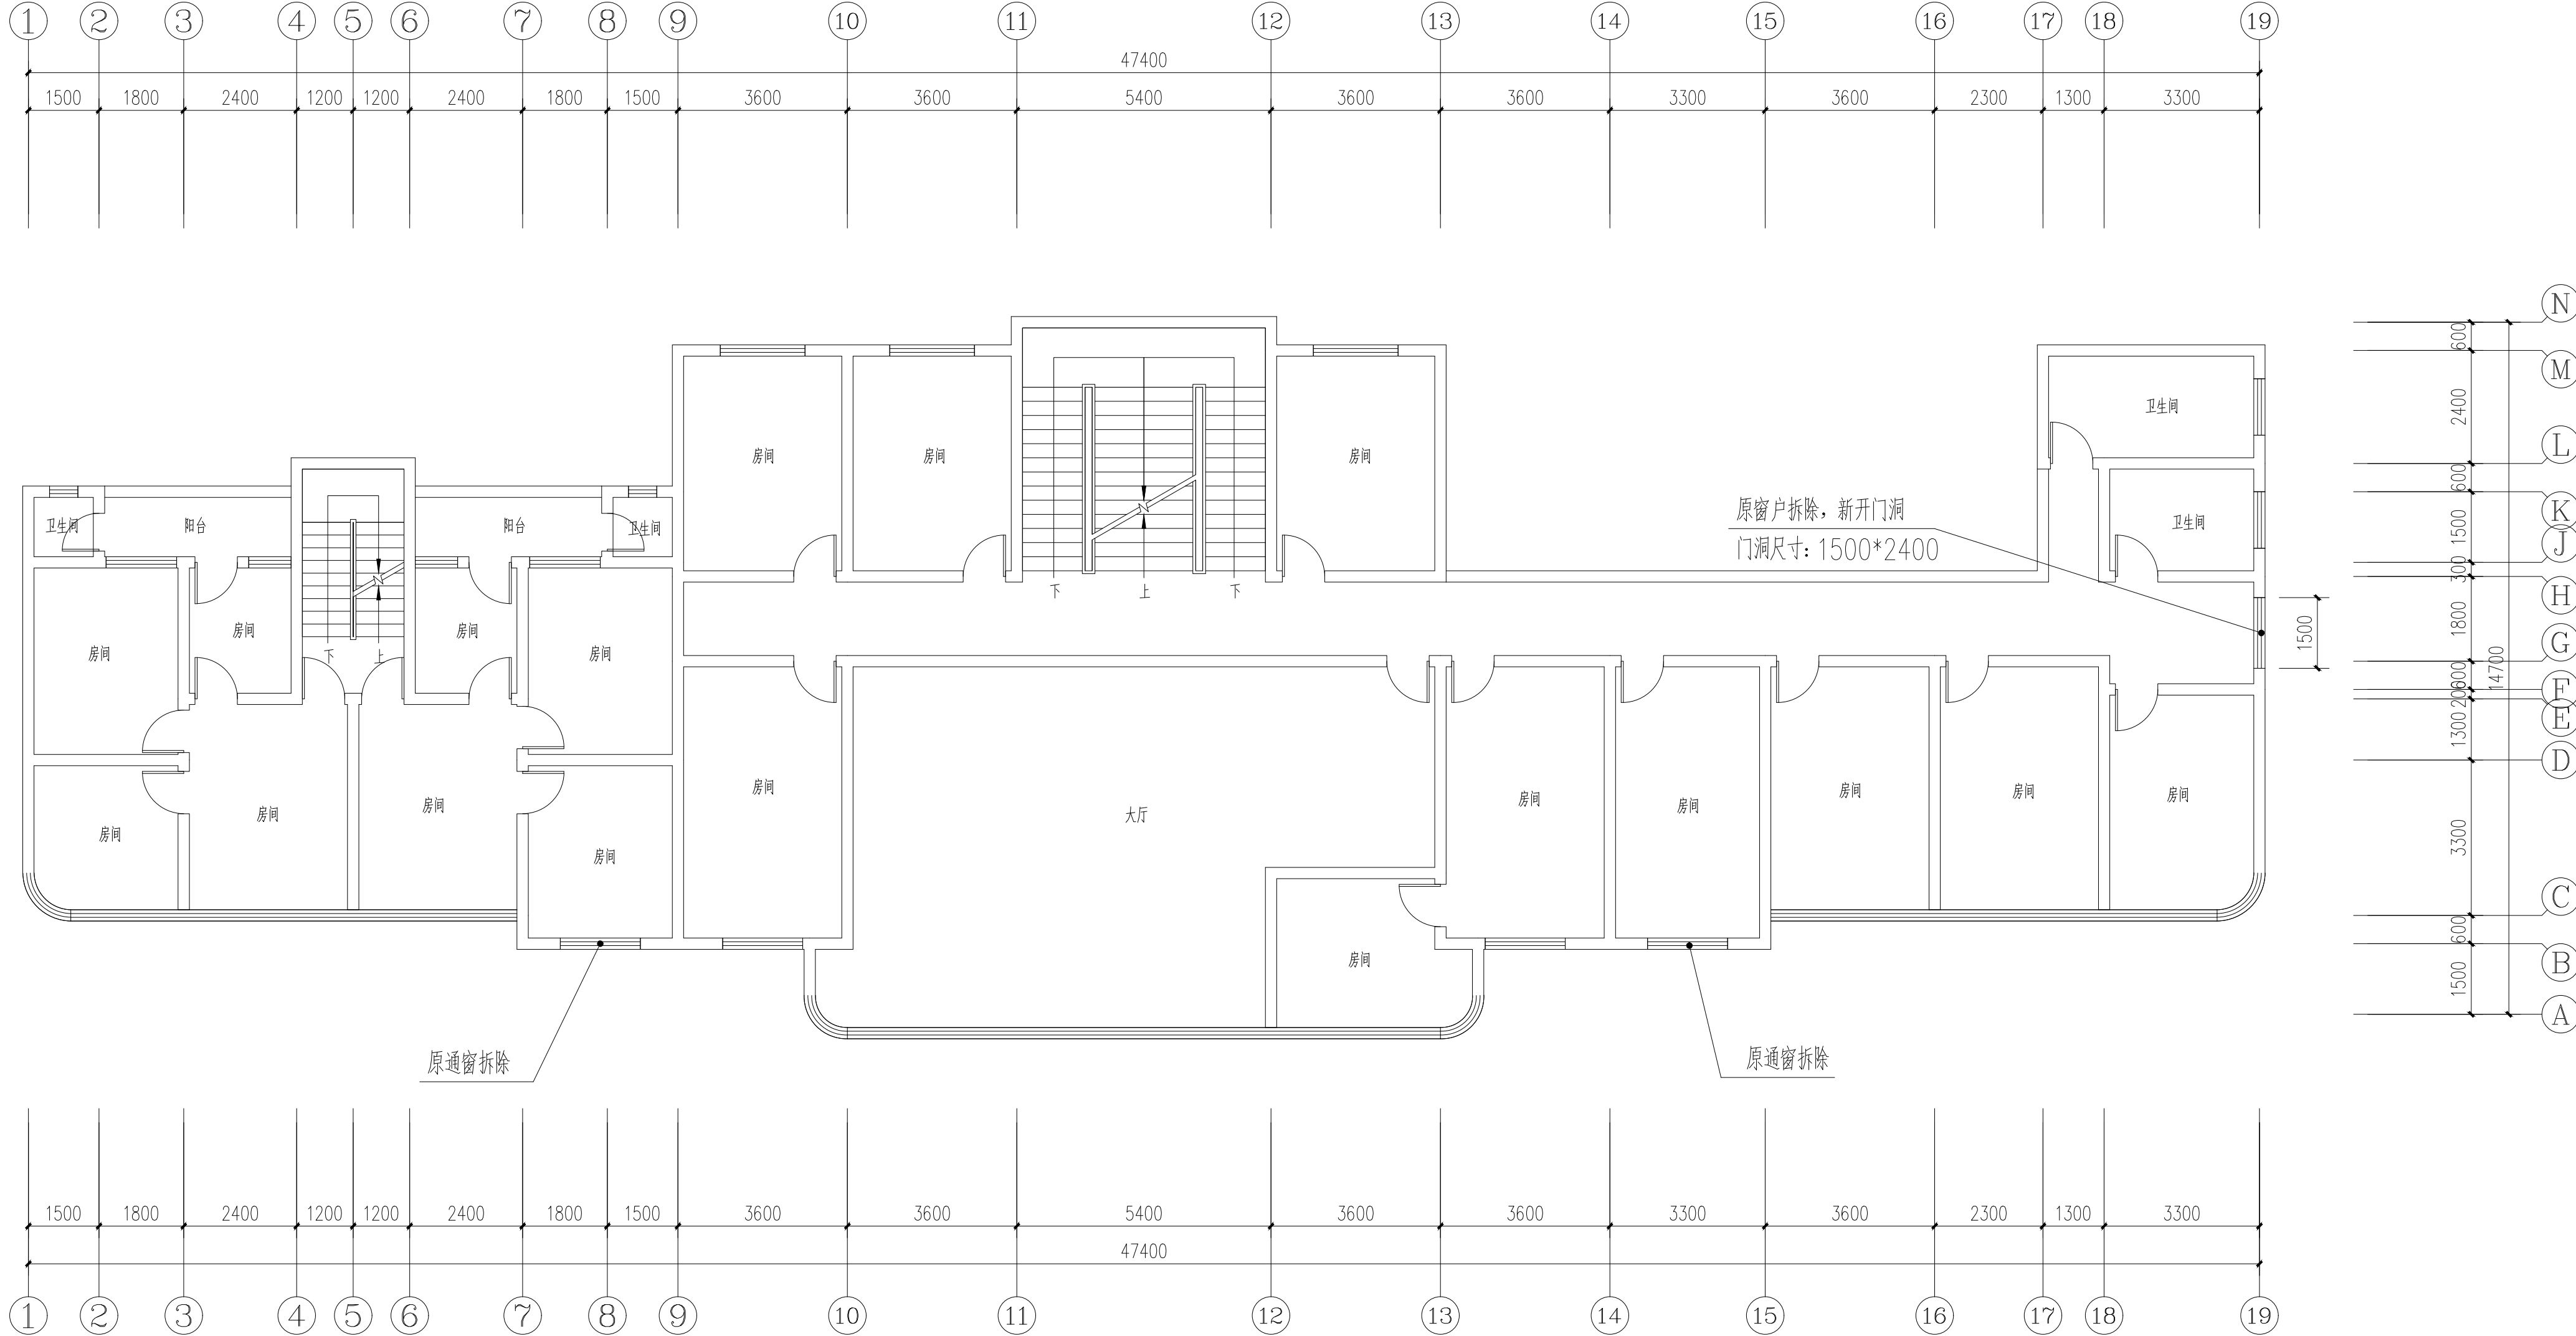 1 2 3 4 5 6 7 8 9 10 11 12 13 14 15 16 17 18 19
47400
1500 1800 2400 1200 1200 2400 1800 1500 3600 3600 5400 3600 3600 3300 3600 2300 1300 3300
N
600
M
卫生间
2400
L
房间 房间 房间
600
原窗户拆除，新开门洞
K
卫生间 阳台 阳台 卫生间
卫生间
1500
门洞尺寸：1500*2400
J
300
下 上 下
H
1800
1500
房间 房间
G
房间 下 上 房间
600
14700
F
200
E
1300
D
房间 房间 房间 房间 房间
房间 房间 房间 大厅 房间
房间
3300
房间
C
600
房间
B
1500
A
原通窗拆除 原通窗拆除
1500 1800 2400 1200 1200 2400 1800 1500 3600 3600 5400 3600 3600 3300 3600 2300 1300 3300
47400
1 2 3 4 5 6 7 8 9 10 11 12 13 14 15 16 17 18 19